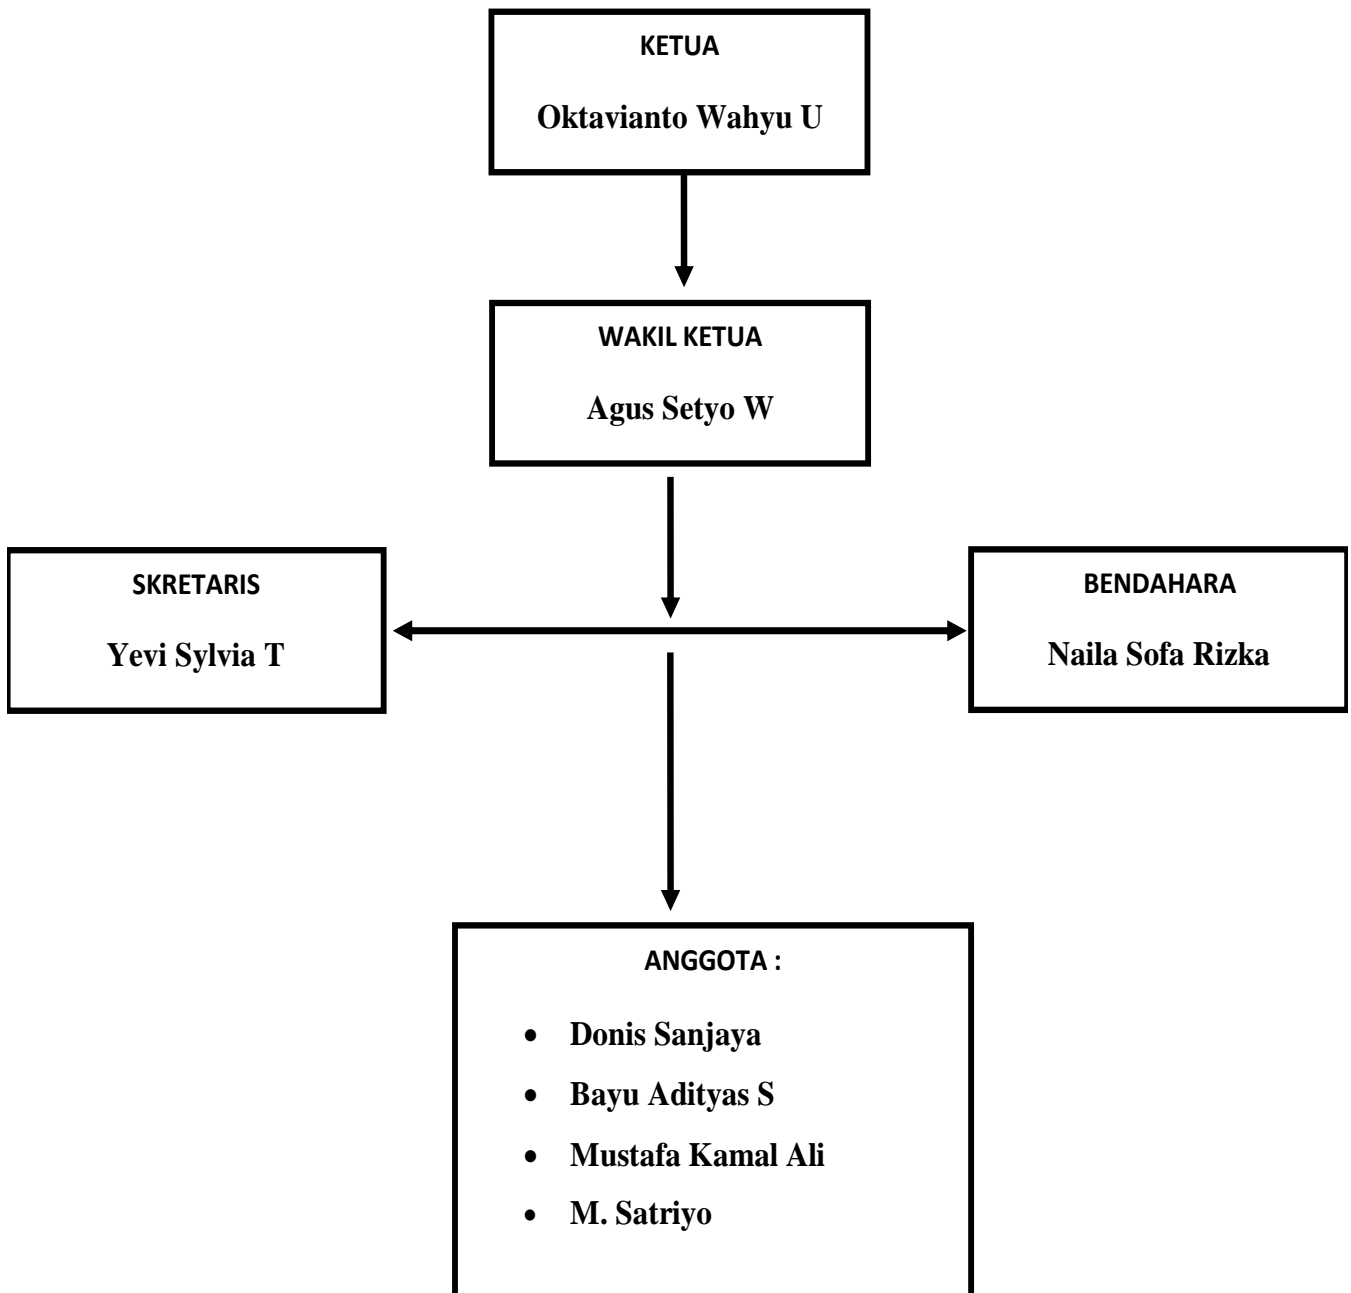 KETUA
Oktavianto Wahyu U
WAKIL KETUA
Agus Setyo W
SKRETARIS
Yevi Sylvia T
BENDAHARA
Naila Sofa Rizka
ANGGOTA :
• Donis Sanjaya
• Bayu Adityas S
• Mustafa Kamal Ali
• M. Satriyo